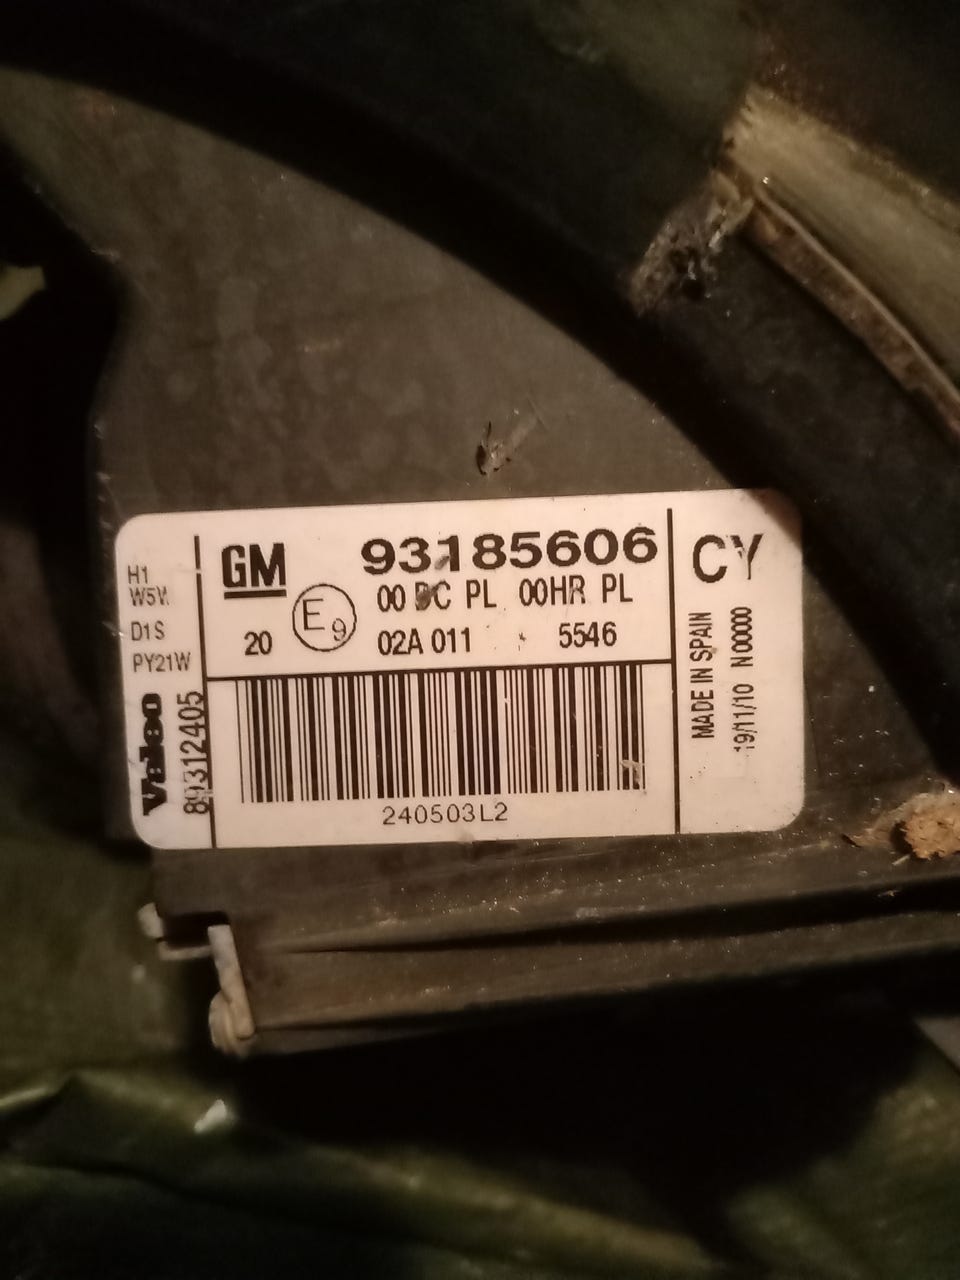 H1
W5W
D1S
PY21W
Valeo
89312405
GM
93185606
E9
00 DC PL 00HR PL
20
02A 011
5546
240503L2
CY
MADE IN SPAIN
19/11/10 N00000